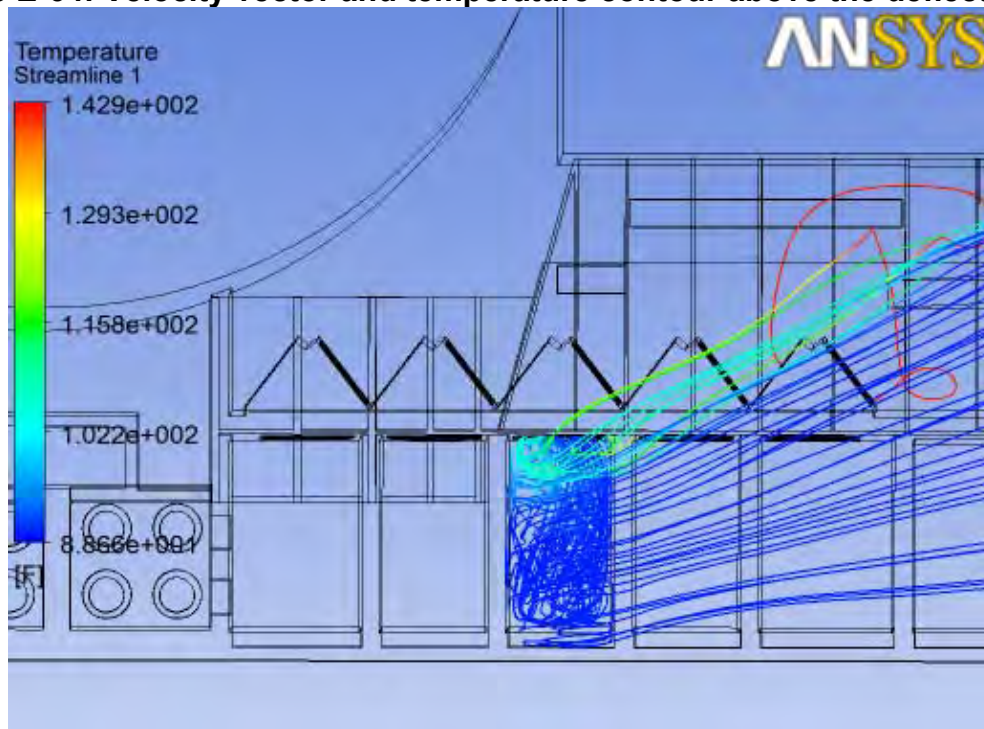 Velocity vector and temperature contour above the
ANSYS
Temperature
Streamline 1
1.429e+002
1.293e+002
1.158e+002
1.022e+002
8.866e+001
[F]